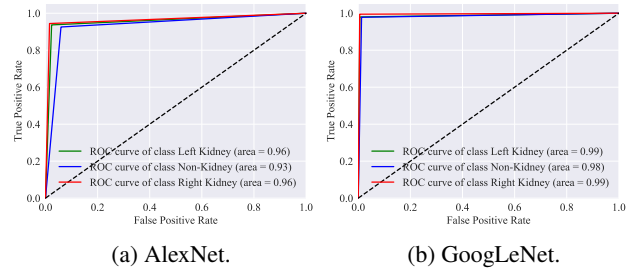 1.0
0.8
0.6
0.4
0.2
0.0
True Positive Rate
ROC curve of class Left Kidney (area = 0.96)
ROC curve of class Non-Kidney (area = 0.93)
ROC curve of class Right Kidney (area = 0.96)
0.0 0.2 0.4 0.6 0.8 1.0
False Positive Rate
(a) AlexNet.
1.0
0.8
0.6
0.4
0.2
0.0
True Positive Rate
ROC curve of class Left Kidney (area = 0.99)
ROC curve of class Non-Kidney (area = 0.98)
ROC curve of class Right Kidney (area = 0.99)
0.0 0.2 0.4 0.6 0.8 1.0
False Positive Rate
(b) GoogLeNet.